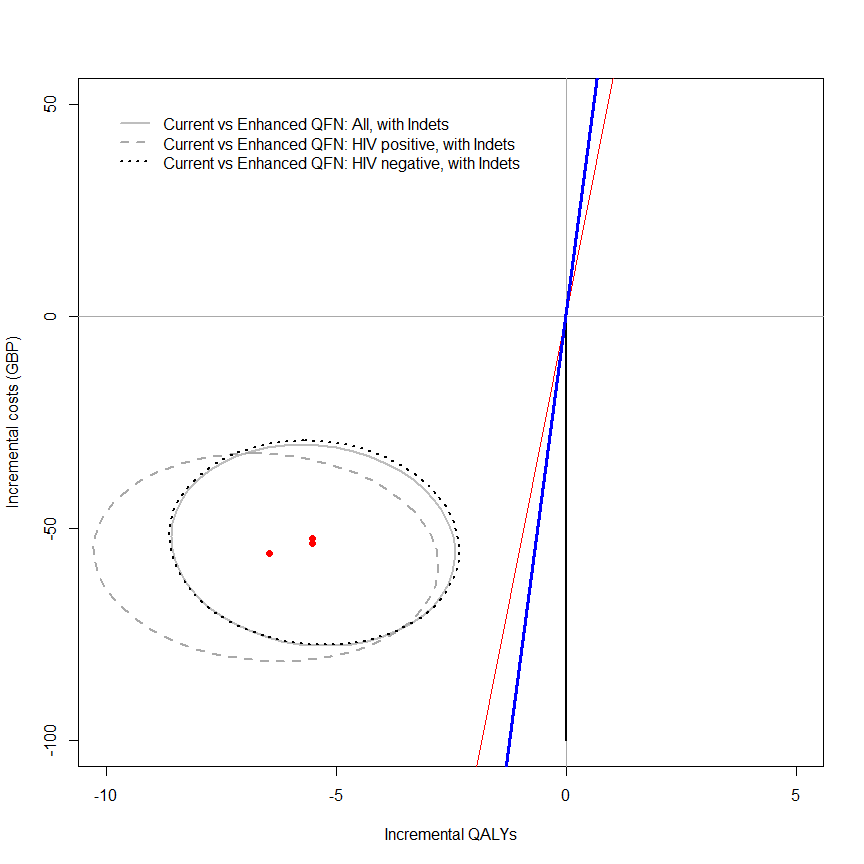 Current vs Enhanced QFN: All, with Indets
Current vs Enhanced QFN: HIV positive, with Indets
Current vs Enhanced QFN: HIV negative, with Indets
50
0
-50
-100
Incremental costs (GBP)
-10
-5
0
5
Incremental QALYs